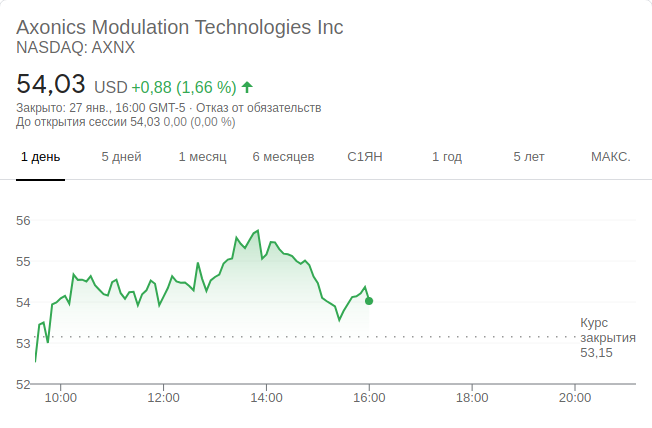 Axonics Modulation Technologies Inc
NASDAQ: AXNX
54,03 USD +0,88 (1,66 %)
Закрыто: 27 янв., 16:00 GMT-5 · Отказ от обязательств
До открытия сессии 54,03 0,00 (0,00 %)
1 день 5 дней 1 месяц 6 месяцев С1ЯН 1 год 5 лет МАКС.
56
55
54
53
52
Курс
закрытия
53,15
10:00 12:00 14:00 16:00 18:00 20:00